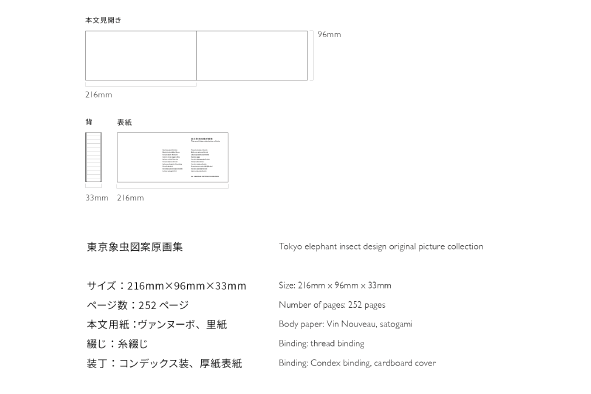 本文見開き
96mm
216mm
背 表紙
33mm 216mm
東京象虫図案原画集 Tokyo elephant insect design original picture collection
サイズ：216mm×96mm×33mm Size: 216mm x 96mm x 33mm
ページ数：252 ページ Number of pages: 252 pages
本文用紙：ヴァンヌーボ、里紙 Body paper: Vin Nouveau, satogami
綴じ：糸綴じ Binding: thread binding
装丁：コンデックス装、厚紙表紙 Binding: Condex binding, cardboard cover